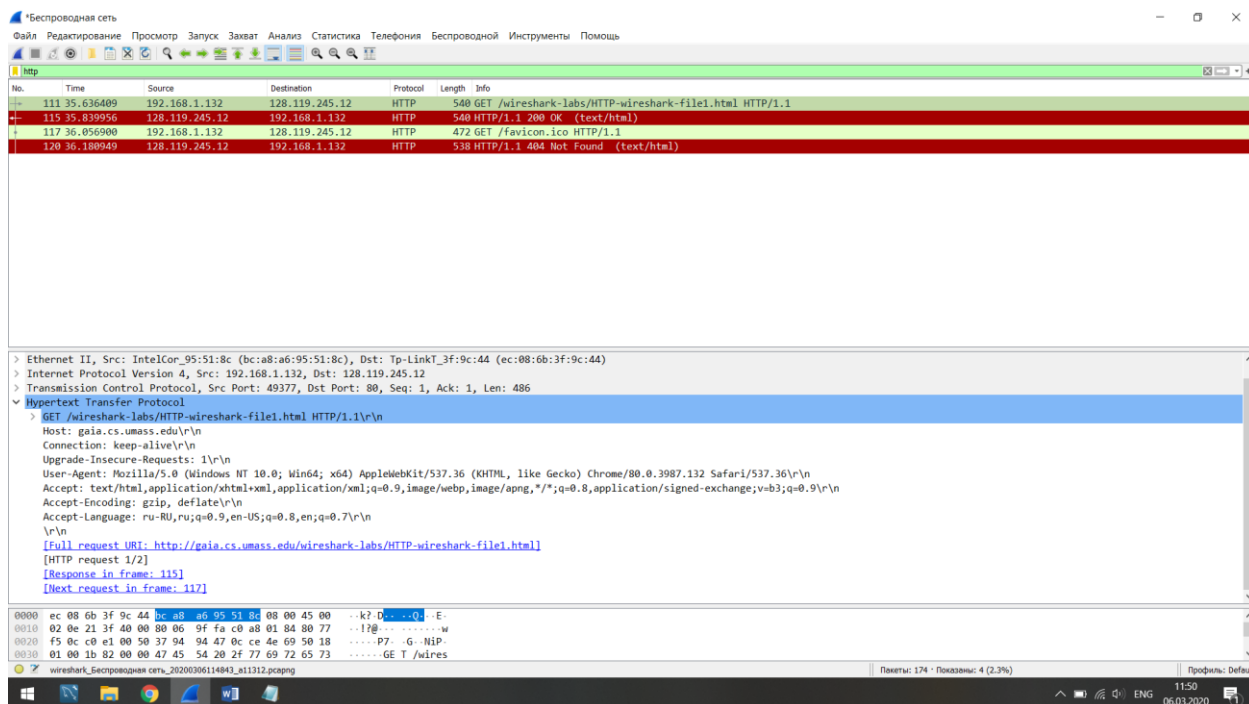 *Беспроводная сеть
Файл Редактирование Просмотр Запуск Захват Анализ Статистика Телефония Беспроводной Инструменты Помощь
http
No. Time Source Destination Protocol Length Info
111 35.636409 192.168.1.132 128.119.245.12 HTTP 540 GET /wireshark-labs/HTTP-wireshark-file1.html HTTP/1.1
115 35.839956 128.119.245.12 192.168.1.132 HTTP 540 HTTP/1.1 200 OK (text/html)
117 36.056900 192.168.1.132 128.119.245.12 HTTP 472 GET /favicon.ico HTTP/1.1
120 36.180949 128.119.245.12 192.168.1.132 HTTP 538 HTTP/1.1 404 Not Found (text/html)
> Ethernet II, Src: IntelCor_95:51:8c (bc:a8:a6:95:51:8c), Dst: Tp-LinkT_3f:9c:44 (ec:08:6b:3f:9c:44)
> Internet Protocol Version 4, Src: 192.168.1.132, Dst: 128.119.245.12
> Transmission Control Protocol, Src Port: 49377, Dst Port: 80, Seq: 1, Ack: 1, Len: 486
Hypertext Transfer Protocol
> GET /wireshark-labs/HTTP-wireshark-file1.html HTTP/1.1\r\n
Host: gaia.cs.umass.edu\r\n
Connection: keep-alive\r\n
Upgrade-Insecure-Requests: 1\r\n
User-Agent: Mozilla/5.0 (Windows NT 10.0; Win64; x64) AppleWebKit/537.36 (KHTML, like Gecko) Chrome/80.0.3987.132 Safari/537.36\r\n
Accept: text/html,application/xhtml+xml,application/xml;q=0.9,image/webp,image/apng,*/*;q=0.8,application/signed-exchange;v=b3;q=0.9\r\n
Accept-Encoding: gzip, deflate\r\n
Accept-Language: ru-RU,ru;q=0.9,en-US;q=0.8,en;q=0.7\r\n
\r\n
[Full request URI: http://gaia.cs.umass.edu/wireshark-labs/HTTP-wireshark-file1.html]
[HTTP request 1/2]
[Response in frame: 115]
[Next request in frame: 117]
0000 ec 08 6b 3f 9c 44 bc a8 a6 95 51 8c 08 00 45 00 ··k?·D·· ··Q···E·
0010 02 0e 21 3f 40 00 80 06 9f fa c0 a8 01 84 80 77 ··!?@··· ·······w
0020 f5 0c c0 e1 00 50 37 94 94 47 0c ce 4e 69 50 18 ·····P7· ·G··NiP·
0030 01 00 1b 82 00 00 47 45 54 20 2f 77 69 72 65 73 ······GE T /wires
wireshark_Беспроводная сеть_20200306114843_a11312.pcapng Пакеты: 174 · Показаны: 4 (2.3%) Профиль: Defau
ENG 11:50
06.03.2020